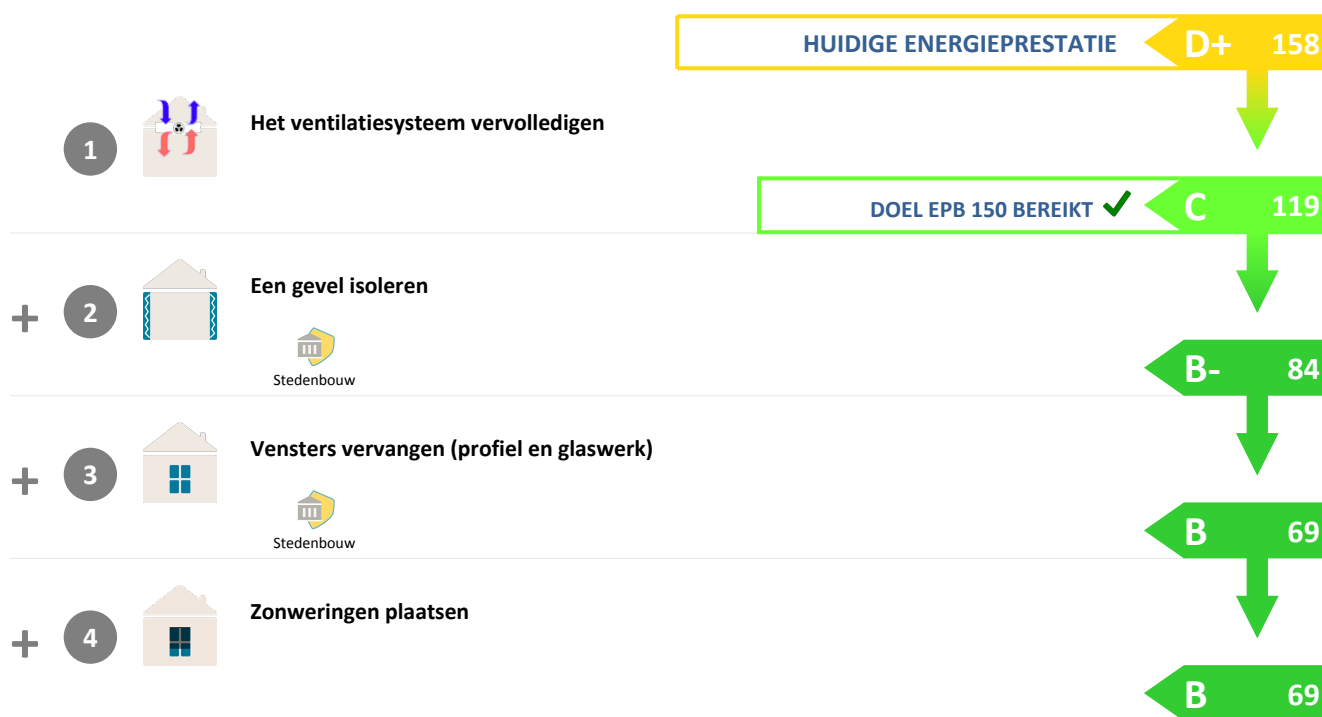 HUIDIGE ENERGIEPRESTATIE D+ 158
1 Het ventilatiesysteem vervolledigen
DOEL EPB 150 BEREIKT ✓ C 119
+ 2 Een gevel isoleren
Stedenbouw
B- 84
+ 3 Vensters vervangen (profiel en glaswerk)
Stedenbouw
B 69
+ 4 Zonweringen plaatsen
B 69